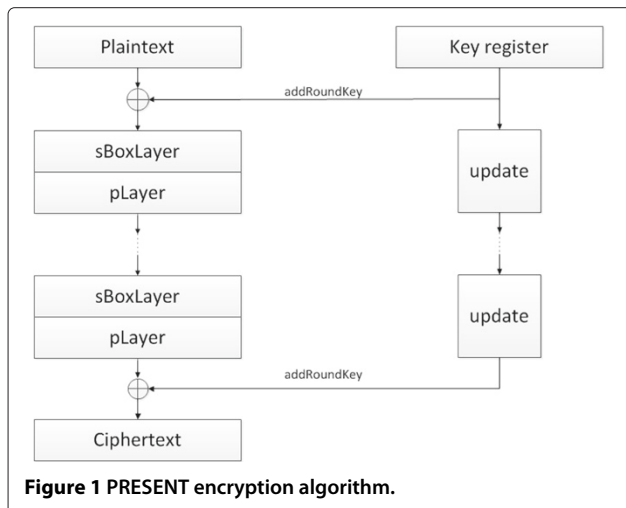 Plaintext
Key register
addRoundKey
sBoxLayer
pLayer
update
sBoxLayer
pLayer
update
addRoundKey
Ciphertext
Figure 1 PRESENT encryption algorithm.